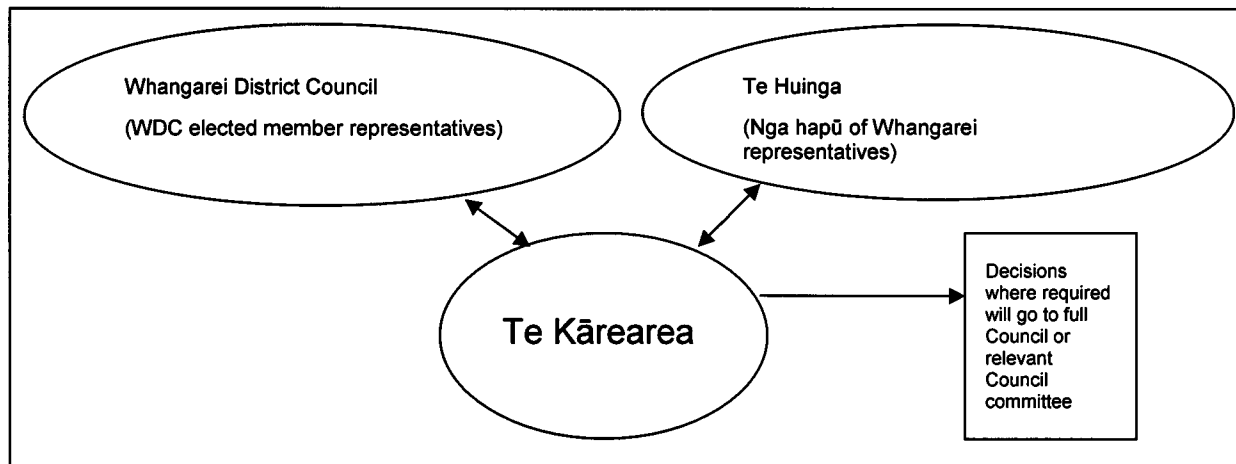 Whangarei District Council
(WDC elected member representatives)
Te Huinga
(Nga hapū of Whangarei
representatives)
Te Kārearea
Decisions
where required
will go to full
Council or
relevant
Council
committee